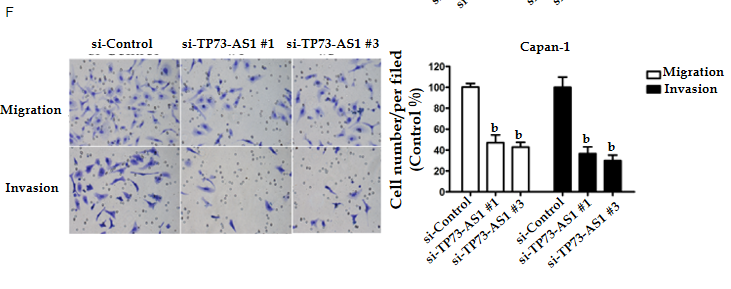 F
si-Control si-TP73-AS1 #1 si-TP73-AS1 #3
Migration
Invasion
Capan-1
Cell number/per filed
(Control %)
120
100
80
60
40
20
0
b
b
b
b
si-Control
si-TP73-AS1 #1
si-TP73-AS1 #3
si-Control
si-TP73-AS1 #1
si-TP73-AS1 #3
Migration
Invasion